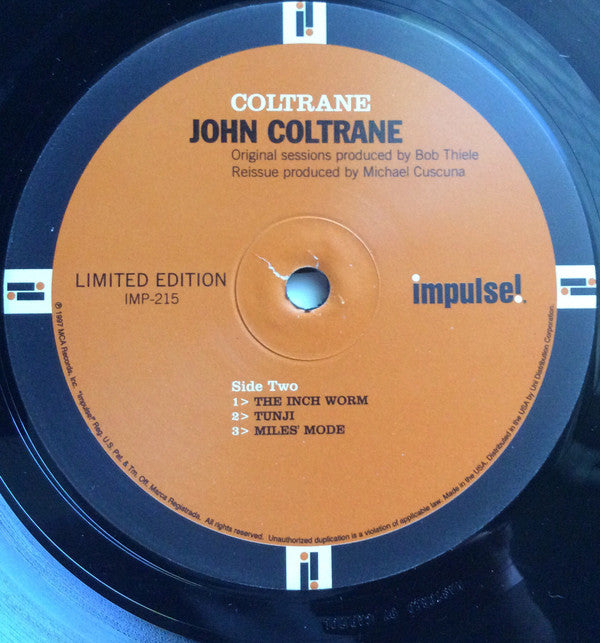 COLTRANE
JOHN COLTRANE
Original sessions produced by Bob Thiele
Reissue produced by Michael Cuscuna
LIMITED EDITION
IMP-215
impulse!
Side Two
1> THE INCH WORM
2> TUNJI
3> MILES' MODE
℗ 1997 MCA Records, Inc. "Impulse!" Reg. U.S. Pat. & Tm. Off. Marca Registrada. All rights reserved. Unauthorized duplication is a violation of applicable law. Made in the USA. Distributed in the USA by Uni Distribution Corporation.